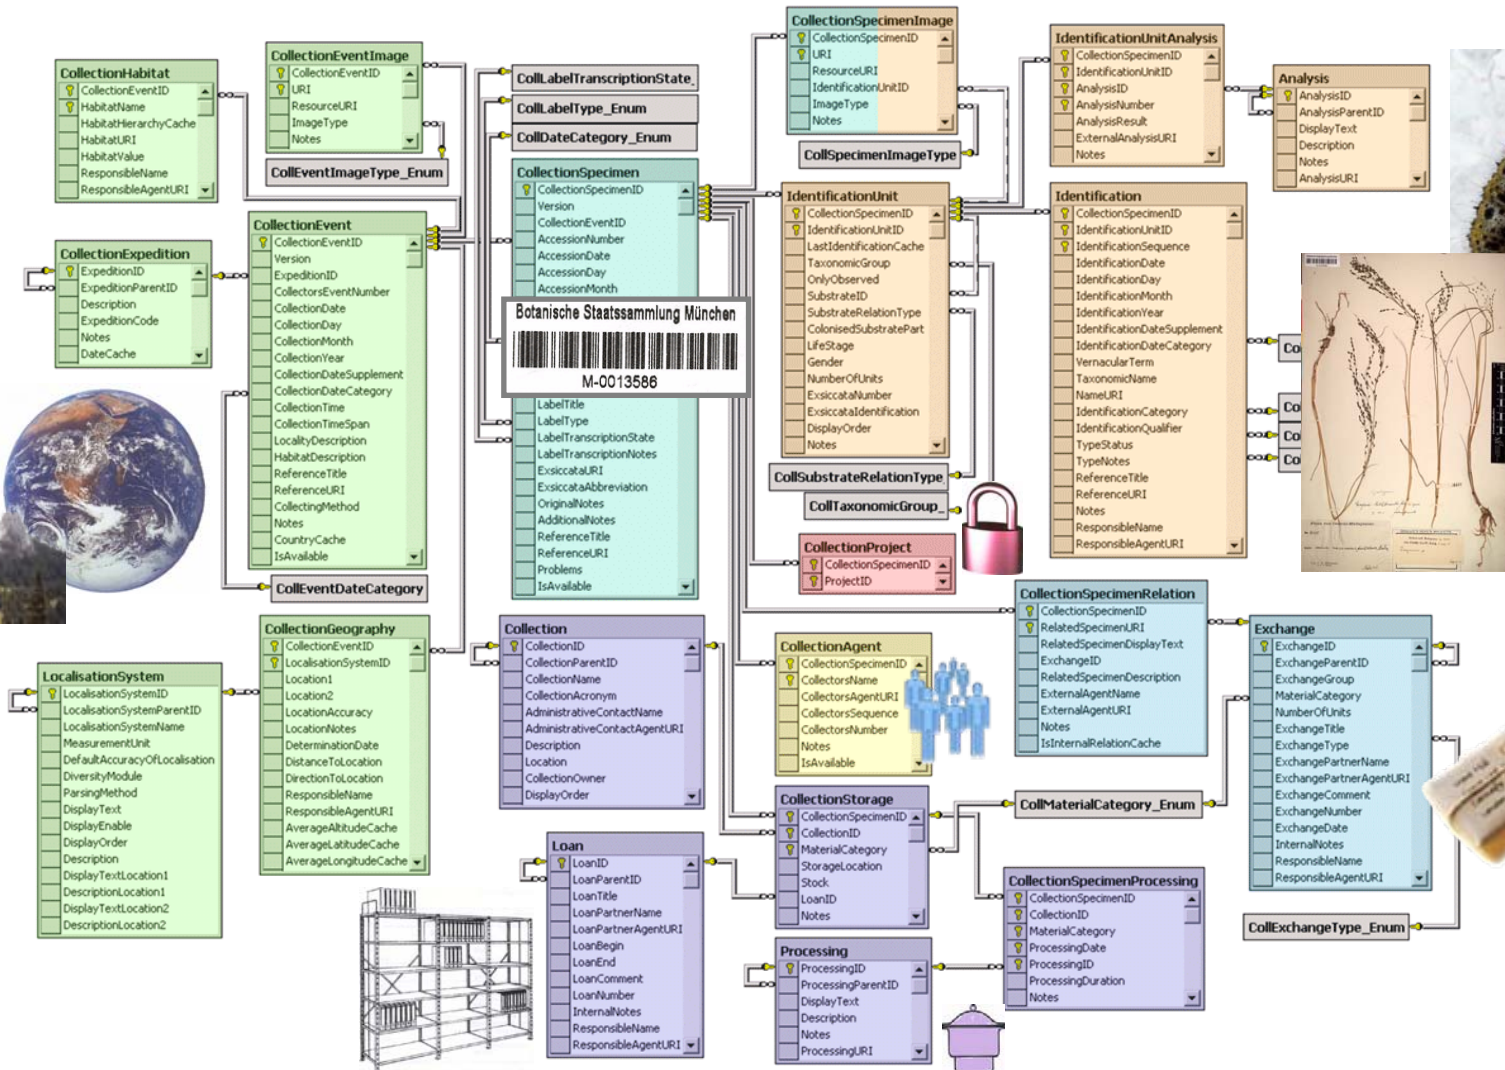 CollectionHabitat
CollectionEventID
HabitatName
HabitatHierarchyCache
HabitatURI
HabitatValue
ResponsibleName
ResponsibleAgentURI
CollectionEventImage
CollectionEventID
URI
ResourceURI
ImageType
Notes
CollEventImageType_Enum
CollLabelTranscriptionState_
CollLabelType_Enum
CollDateCategory_Enum
CollectionSpecimenImage
CollectionSpecimenID
URI
ResourceURI
IdentificationUnitID
ImageType
Notes
CollSpecimenImageType
IdentificationUnitAnalysis
CollectionSpecimenID
IdentificationUnitID
AnalysisID
AnalysisNumber
AnalysisResult
ExternalAnalysisURI
Notes
Analysis
AnalysisID
AnalysisParentID
DisplayText
Description
Notes
AnalysisURI
CollectionExpedition
ExpeditionID
ExpeditionParentID
Description
ExpeditionCode
Notes
DateCache
CollectionEvent
CollectionEventID
Version
ExpeditionID
CollectorsEventNumber
CollectionDate
CollectionDay
CollectionMonth
CollectionYear
CollectionDateSupplement
CollectionDateCategory
CollectionTime
CollectionTimeSpan
LocalityDescription
HabitatDescription
ReferenceTitle
ReferenceURI
CollectingMethod
Notes
CountryCache
IsAvailable
CollEventDateCategory
CollectionSpecimen
CollectionSpecimenID
Version
CollectionEventID
AccessionNumber
AccessionDate
AccessionDay
AccessionMonth
Botanische Staatssammlung München
M-0013586
LabelTitle
LabelType
LabelTranscriptionState
LabelTranscriptionNotes
ExsiccataURI
ExsiccataAbbreviation
OriginalNotes
AdditionalNotes
ReferenceTitle
ReferenceURI
Problems
IsAvailable
IdentificationUnit
CollectionSpecimenID
IdentificationUnitID
LastIdentificationCache
TaxonomicGroup
OnlyObserved
SubstrateID
SubstrateRelationType
ColonisedSubstratePart
LifeStage
Gender
NumberOfUnits
ExsiccataNumber
ExsiccataIdentification
DisplayOrder
Notes
CollSubstrateRelationType_
CollTaxonomicGroup_
Identification
CollectionSpecimenID
IdentificationUnitID
IdentificationSequence
IdentificationDate
IdentificationDay
IdentificationMonth
IdentificationYear
IdentificationDateSupplement
IdentificationDateCategory
VernacularTerm
TaxonomicName
NameURI
IdentificationCategory
IdentificationQualifier
TypeStatus
TypeNotes
ReferenceTitle
ReferenceURI
Notes
ResponsibleName
ResponsibleAgentURI
Co
Co
Co
Co
CollectionProject
CollectionSpecimenID
ProjectID
LocalisationSystem
LocalisationSystemID
LocalisationSystemParentID
LocalisationSystemName
MeasurementUnit
DefaultAccuracyOfLocalisation
DiversityModule
ParsingMethod
DisplayText
DisplayEnable
DisplayOrder
Description
DisplayTextLocation1
DescriptionLocation1
DisplayTextLocation2
DescriptionLocation2
CollectionGeography
CollectionEventID
LocalisationSystemID
Location1
Location2
LocationAccuracy
LocationNotes
DeterminationDate
DistanceToLocation
DirectionToLocation
ResponsibleName
ResponsibleAgentURI
AverageAltitudeCache
AverageLatitudeCache
AverageLongitudeCache
Collection
CollectionID
CollectionParentID
CollectionName
CollectionAcronym
AdministrativeContactName
AdministrativeContactAgentURI
Description
Location
CollectionOwner
DisplayOrder
CollectionAgent
CollectionSpecimenID
CollectorsName
CollectorsAgentURI
CollectorsSequence
CollectorsNumber
Notes
IsAvailable
CollectionSpecimenRelation
CollectionSpecimenID
RelatedSpecimenURI
RelatedSpecimenDisplayText
ExchangeID
RelatedSpecimenDescription
ExternalAgentName
ExternalAgentURI
Notes
IsInternalRelationCache
Exchange
ExchangeID
ExchangeParentID
ExchangeGroup
MaterialCategory
NumberOfUnits
ExchangeTitle
ExchangeType
ExchangePartnerName
ExchangePartnerAgentURI
ExchangeComment
ExchangeNumber
ExchangeDate
InternalNotes
ResponsibleName
ResponsibleAgentURI
CollExchangeType_Enum
CollMaterialCategory_Enum
Loan
LoanID
LoanParentID
LoanTitle
LoanPartnerName
LoanPartnerAgentURI
LoanBegin
LoanEnd
LoanComment
LoanNumber
InternalNotes
ResponsibleName
ResponsibleAgentURI
CollectionStorage
CollectionSpecimenID
CollectionID
MaterialCategory
StorageLocation
Stock
LoanID
Notes
Processing
ProcessingID
ProcessingParentID
DisplayText
Description
Notes
ProcessingURI
CollectionSpecimenProcessing
CollectionSpecimenID
CollectionID
MaterialCategory
ProcessingDate
ProcessingID
ProcessingDuration
Notes